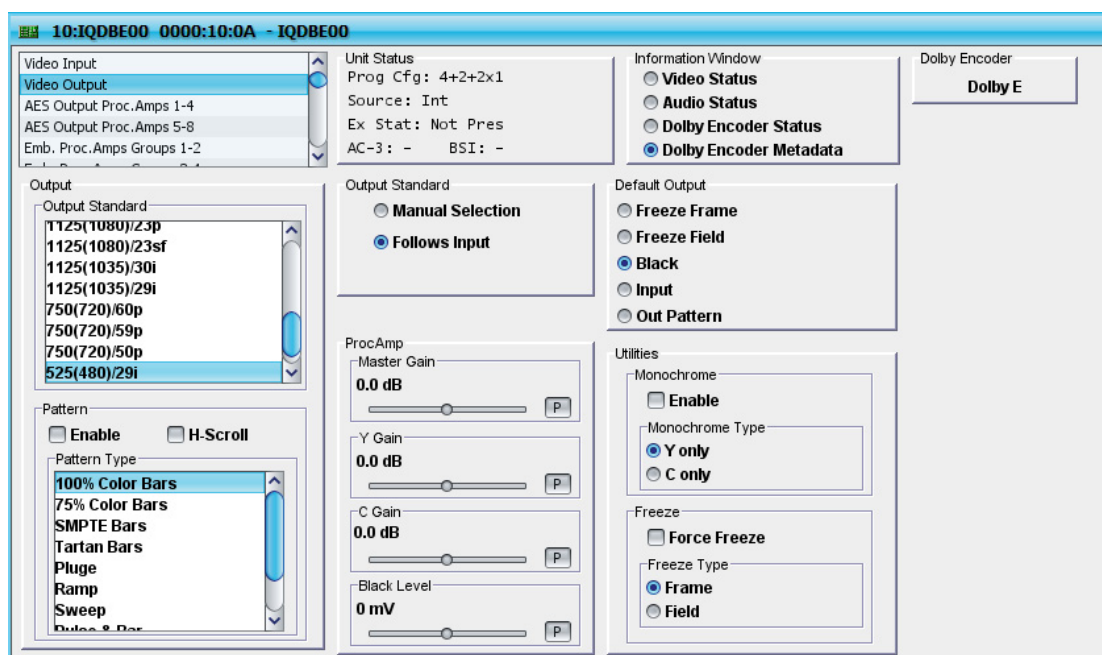 10:IQDBE00 0000:10:0A - IQDBE00
Video Input
Video Output
AES Output Proc.Amps 1-4
AES Output Proc.Amps 5-8
Emb. Proc.Amps Groups 1-2
Unit Status
Prog Cfg: 4+2+2x1
Source: Int
Ex Stat: Not Pres
AC-3: - BSI: -
Information Window
Video Status
Audio Status
Dolby Encoder Status
Dolby Encoder Metadata
Dolby Encoder
Dolby E
Output
Output Standard
1125(1080)/23p
1125(1080)/23sf
1125(1035)/30i
1125(1035)/29i
750(720)/60p
750(720)/59p
750(720)/50p
525(480)/29i
Pattern
Enable
H-Scroll
Pattern Type
100% Color Bars
75% Color Bars
SMPTE Bars
Tartan Bars
Pluge
Ramp
Sweep
Pulse & Bar
Output Standard
Manual Selection
Follows Input
Default Output
Freeze Frame
Freeze Field
Black
Input
Out Pattern
ProcAmp
Master Gain
0.0 dB
P
Y Gain
0.0 dB
P
C Gain
0.0 dB
P
Black Level
0 mV
P
Utilities
Monochrome
Enable
Monochrome Type
Y only
C only
Freeze
Force Freeze
Freeze Type
Frame
Field